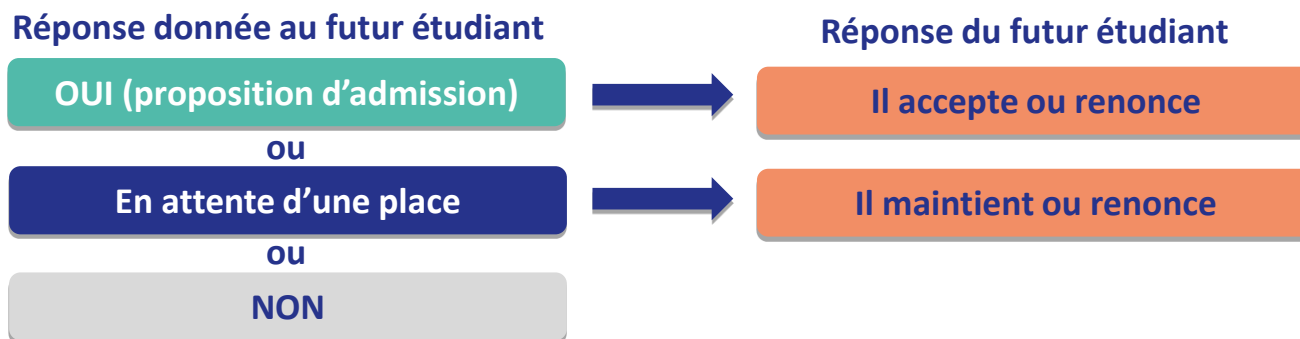 Réponse donnée au futur étudiant
Réponse du futur étudiant
OUI (proposition d’admission)
Il accepte ou renonce
ou
En attente d’une place
Il maintient ou renonce
ou
NON